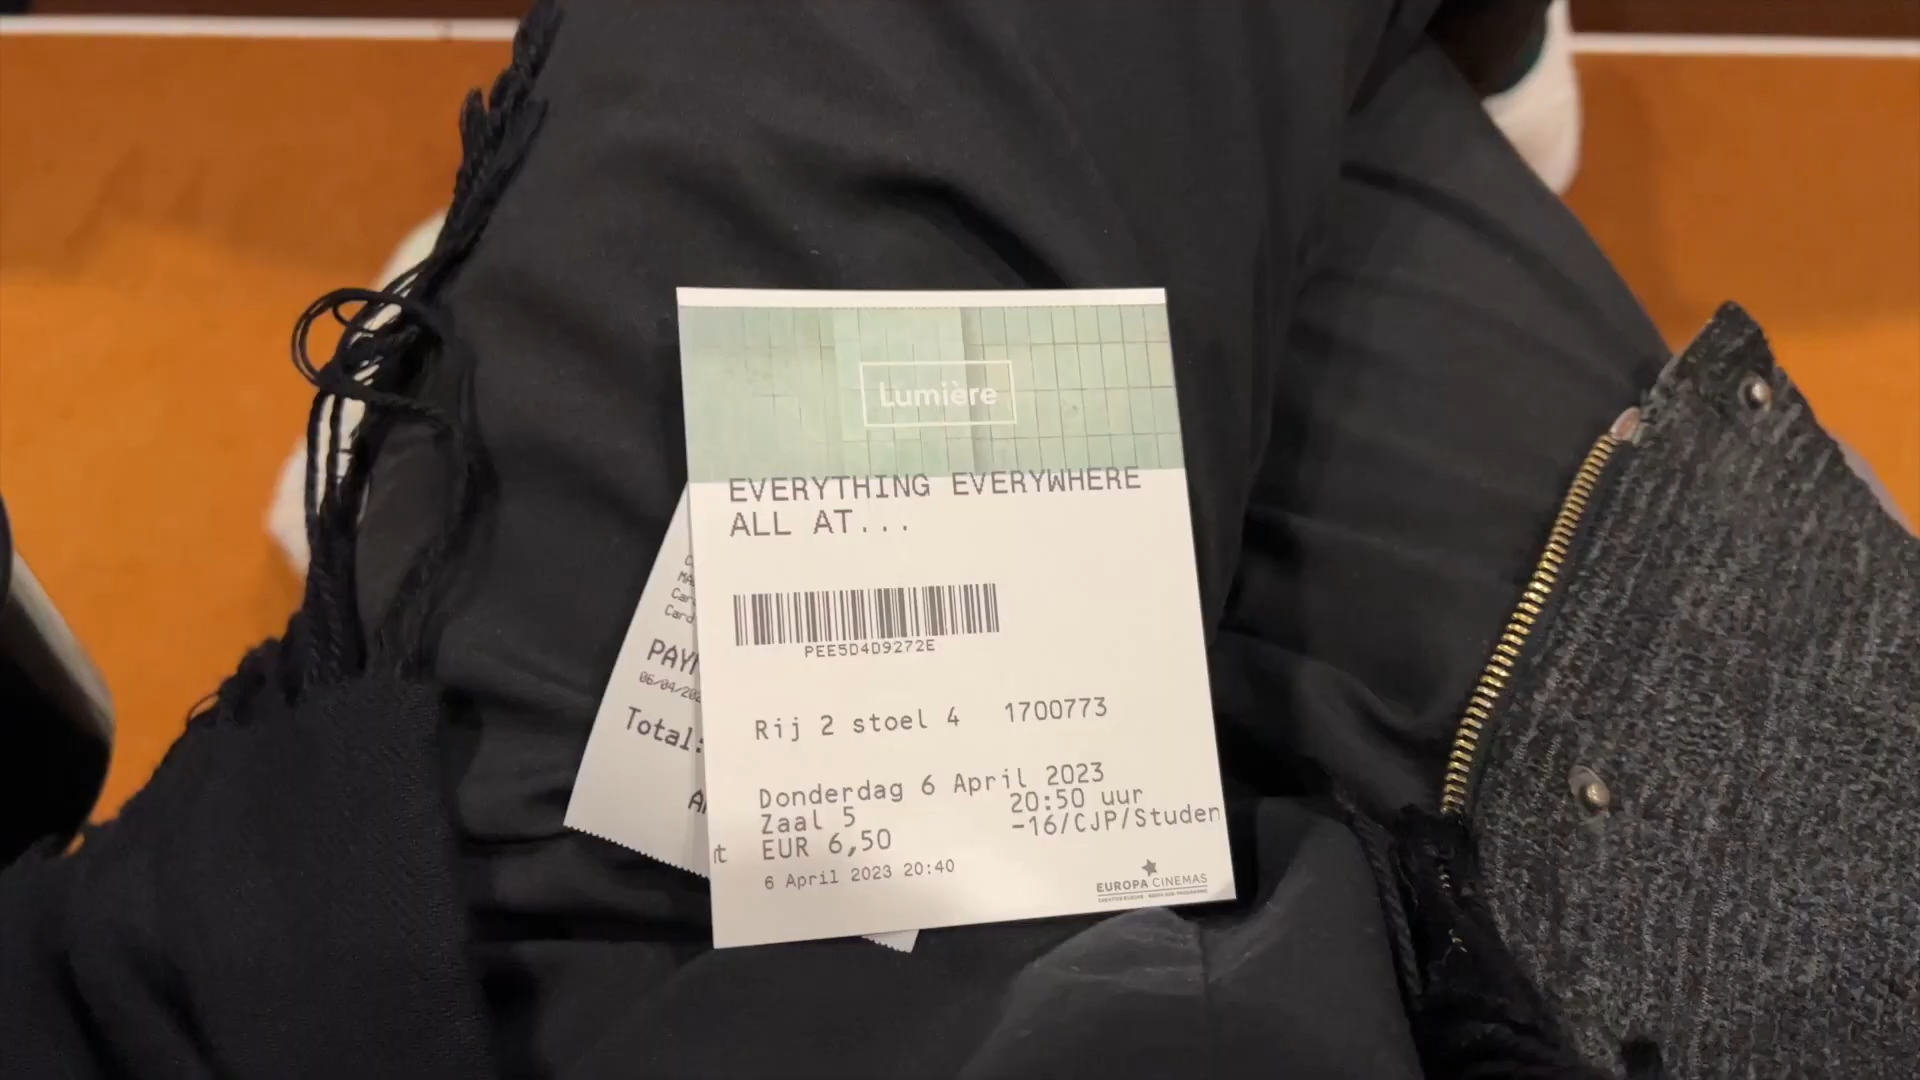 Lumière
EVERYTHING EVERYWHERE
ALL AT...
PEE5D4D9272E
Rij 2 stoel 4 1700773
Donderdag 6 April 2023
Zaal 5 20:50 uur
EUR 6,50 -16/CJP/Studen
6 April 2023 20:40
EUROPA CINEMAS
Card
Total: